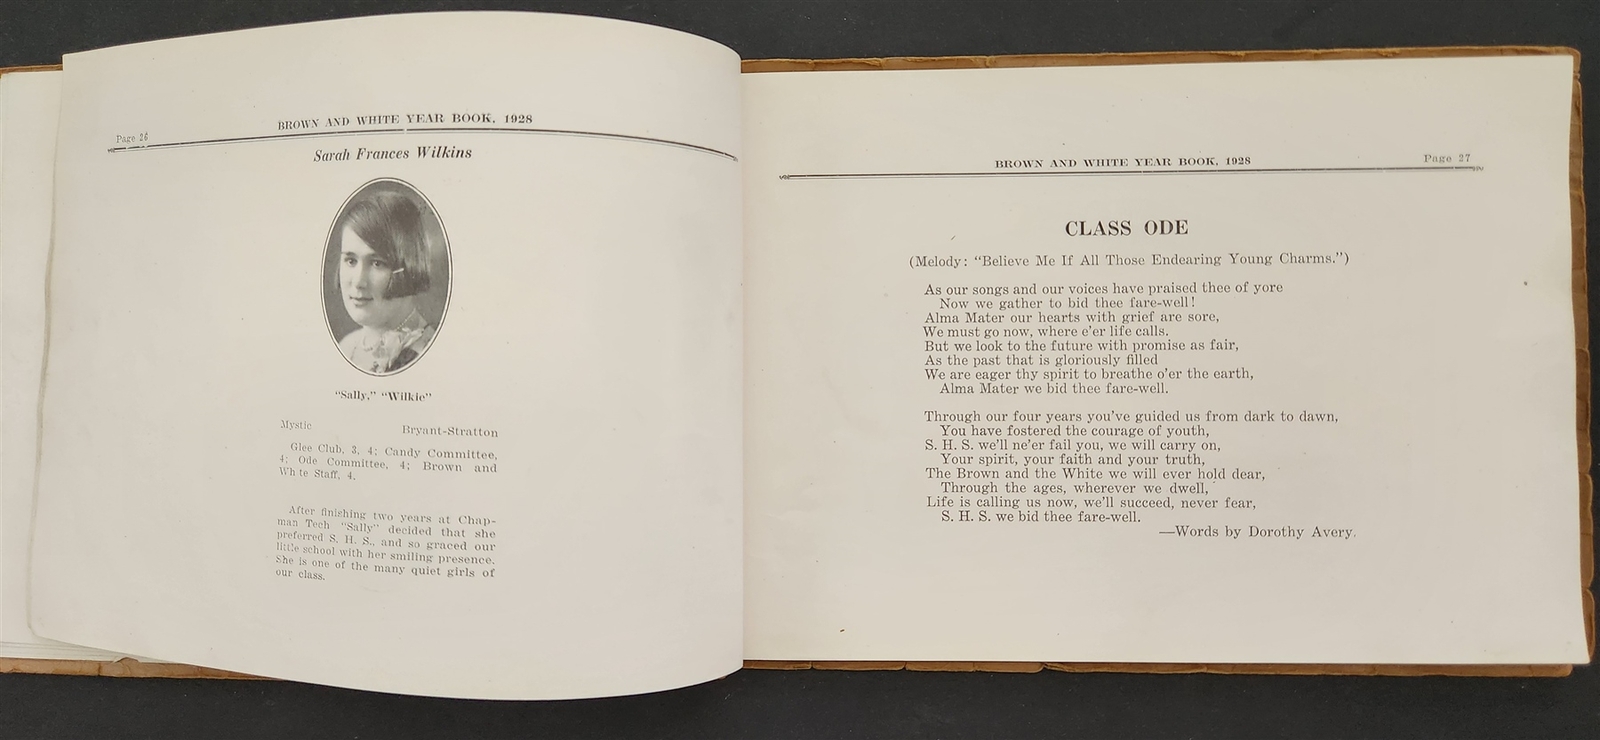 Page 26
BROWN AND WHITE YEAR BOOK, 1928
Sarah Frances Wilkins
"Sally," "Wilkie"
Mystic Bryant-Stratton
Glee Club, 3, 4; Candy Committee,
4; Ode Committee, 4; Brown and
Wh te Staff, 4.
After finishing two years at Chap-
man Tech "Sally" decided that she
preferred S. H. S., and so graced our
little school with her smiling presence.
She is one of the many quiet girls of
our class.
BROWN AND WHITE YEAR BOOK, 1928 Page 27
CLASS ODE
(Melody: "Believe Me If All Those Endearing Young Charms.")
As our songs and our voices have praised thee of yore
Now we gather to bid thee fare-well!
Alma Mater our hearts with grief are sore,
We must go now, where e'er life calls.
But we look to the future with promise as fair,
As the past that is gloriously filled
We are eager thy spirit to breathe o'er the earth,
Alma Mater we bid thee fare-well.
Through our four years you've guided us from dark to dawn,
You have fostered the courage of youth,
S. H. S. we'll ne'er fail you, we will carry on,
Your spirit, your faith and your truth,
The Brown and the White we will ever hold dear,
Through the ages, wherever we dwell,
Life is calling us now, we'll succeed, never fear,
S. H. S. we bid thee fare-well.
—Words by Dorothy Avery.